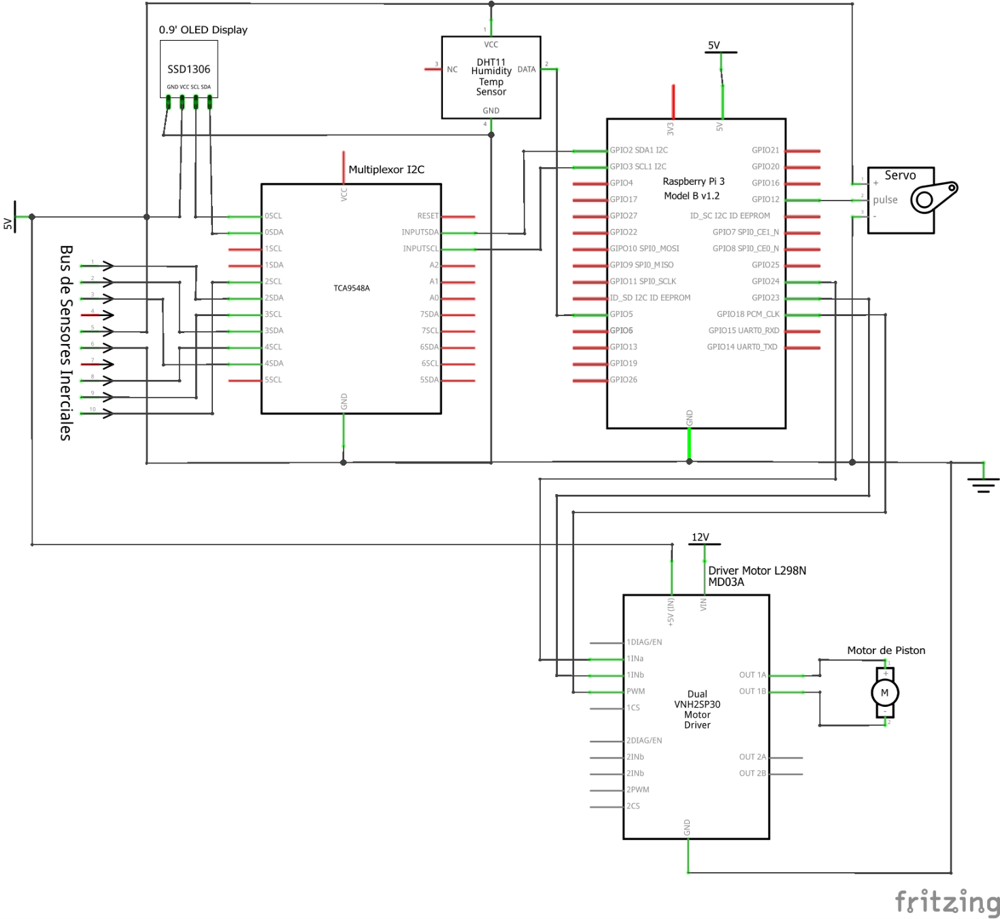 0.9' OLED Display
SSD1306
GND VCC SCL SDA
1
VCC
3
NC
DHT11
Humidity
Temp
Sensor
DATA
2
GND
4
5V
3V3
5V
GPIO2 SDA1 I2C
GPIO3 SCL1 I2C
GPIO4
GPIO17
GPIO27
GPIO22
GIPO10 SPI0_MOSI
GPIO9 SPI0_MISO
GPIO11 SPI0_SCLK
ID_SD I2C ID EEPROM
GPIO5
GPIO6
GPIO13
GPIO19
GPIO26
Raspberry Pi 3
Model B v1.2
GPIO21
GPIO20
GPIO16
GPIO12
ID_SC I2C ID EEPROM
GPIO7 SPI0_CE1_N
GPIO8 SPI0_CE0_N
GPIO25
GPIO24
GPIO23
GPIO18 PCM_CLK
GPIO15 UART0_RXD
GPIO14 UART0_TXD
GND
Servo
1
+
2
pulse
3
-
Multiplexor I2C
VCC
0SCL
0SDA
1SCL
1SDA
2SCL
2SDA
3SCL
3SDA
4SCL
4SDA
5SCL
TCA9548A
RESET
INPUTSDA
INPUTSCL
A2
A1
A0
7SDA
7SCL
6SDA
6SCL
5SDA
GND
5V
Bus de Sensores Inerciales
1
2
3
4
5
6
7
8
9
10
12V
Driver Motor L298N
MD03A
+5V (IN)
VIN
1DIAG/EN
1INa
1INb
PWM
1CS
2DIAG/EN
2INb
2INb
2PWM
2CS
Dual
VNH2SP30
Motor
Driver
OUT 1A
OUT 1B
OUT 2A
OUT 2B
GND
Motor de Piston
1
+
M
-
2
fritzing